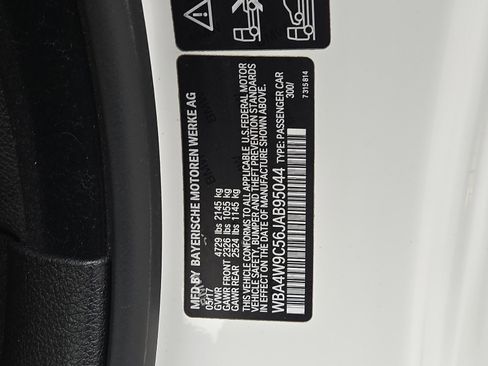 MFD BY BAYERISCHE MOTOREN WERKE AG
05/17
GVWR 4729 lbs 2145 kg
GAWR FRONT 2326 lbs 1055 kg
GAWR REAR 2524 lbs 1145 kg
THIS VEHICLE CONFORMS TO ALL APPLICABLE U.S.FEDERAL MOTOR
VEHICLE SAFETY, BUMPER AND THEFT PREVENTION STANDARDS
IN EFFECT ON THE DATE OF MANUFACTURE SHOWN ABOVE.
WBA4W9C56JAB95044 TYPE: PASSENGER CAR
300/
7 315 814